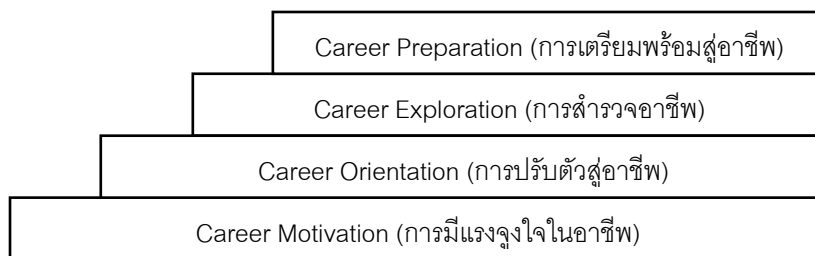 Career Preparation (การเตรียมพร้อมสู่อาชีพ)
Career Exploration (การสำรวจอาชีพ)
Career Orientation (การปรับตัวสู่อาชีพ)
Career Motivation (การมีแรงจูงใจในอาชีพ)